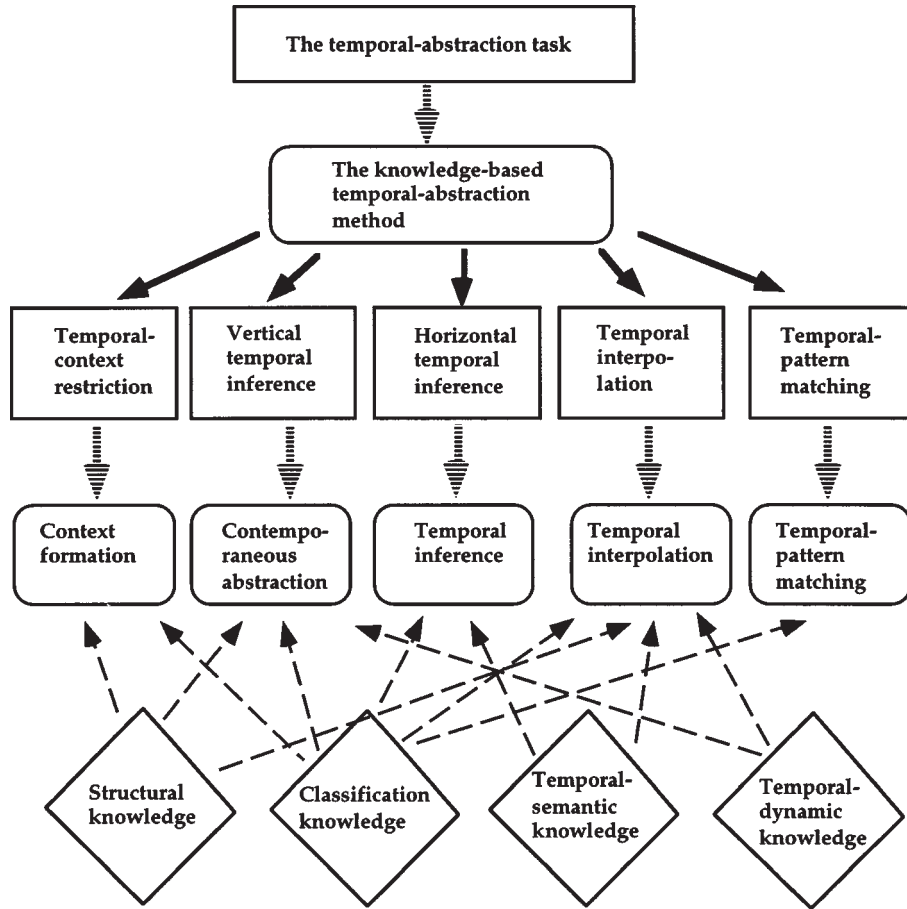 The temporal-abstraction task
The knowledge-based
temporal-abstraction
method
Temporal-
context
restriction
Vertical
temporal
inference
Horizontal
temporal
inference
Temporal
interpo-
lation
Temporal-
pattern
matching
Context
formation
Contempo-
raneous
abstraction
Temporal
inference
Temporal
interpolation
Temporal-
pattern
matching
Structural
knowledge
Classification
knowledge
Temporal-
semantic
knowledge
Temporal-
dynamic
knowledge